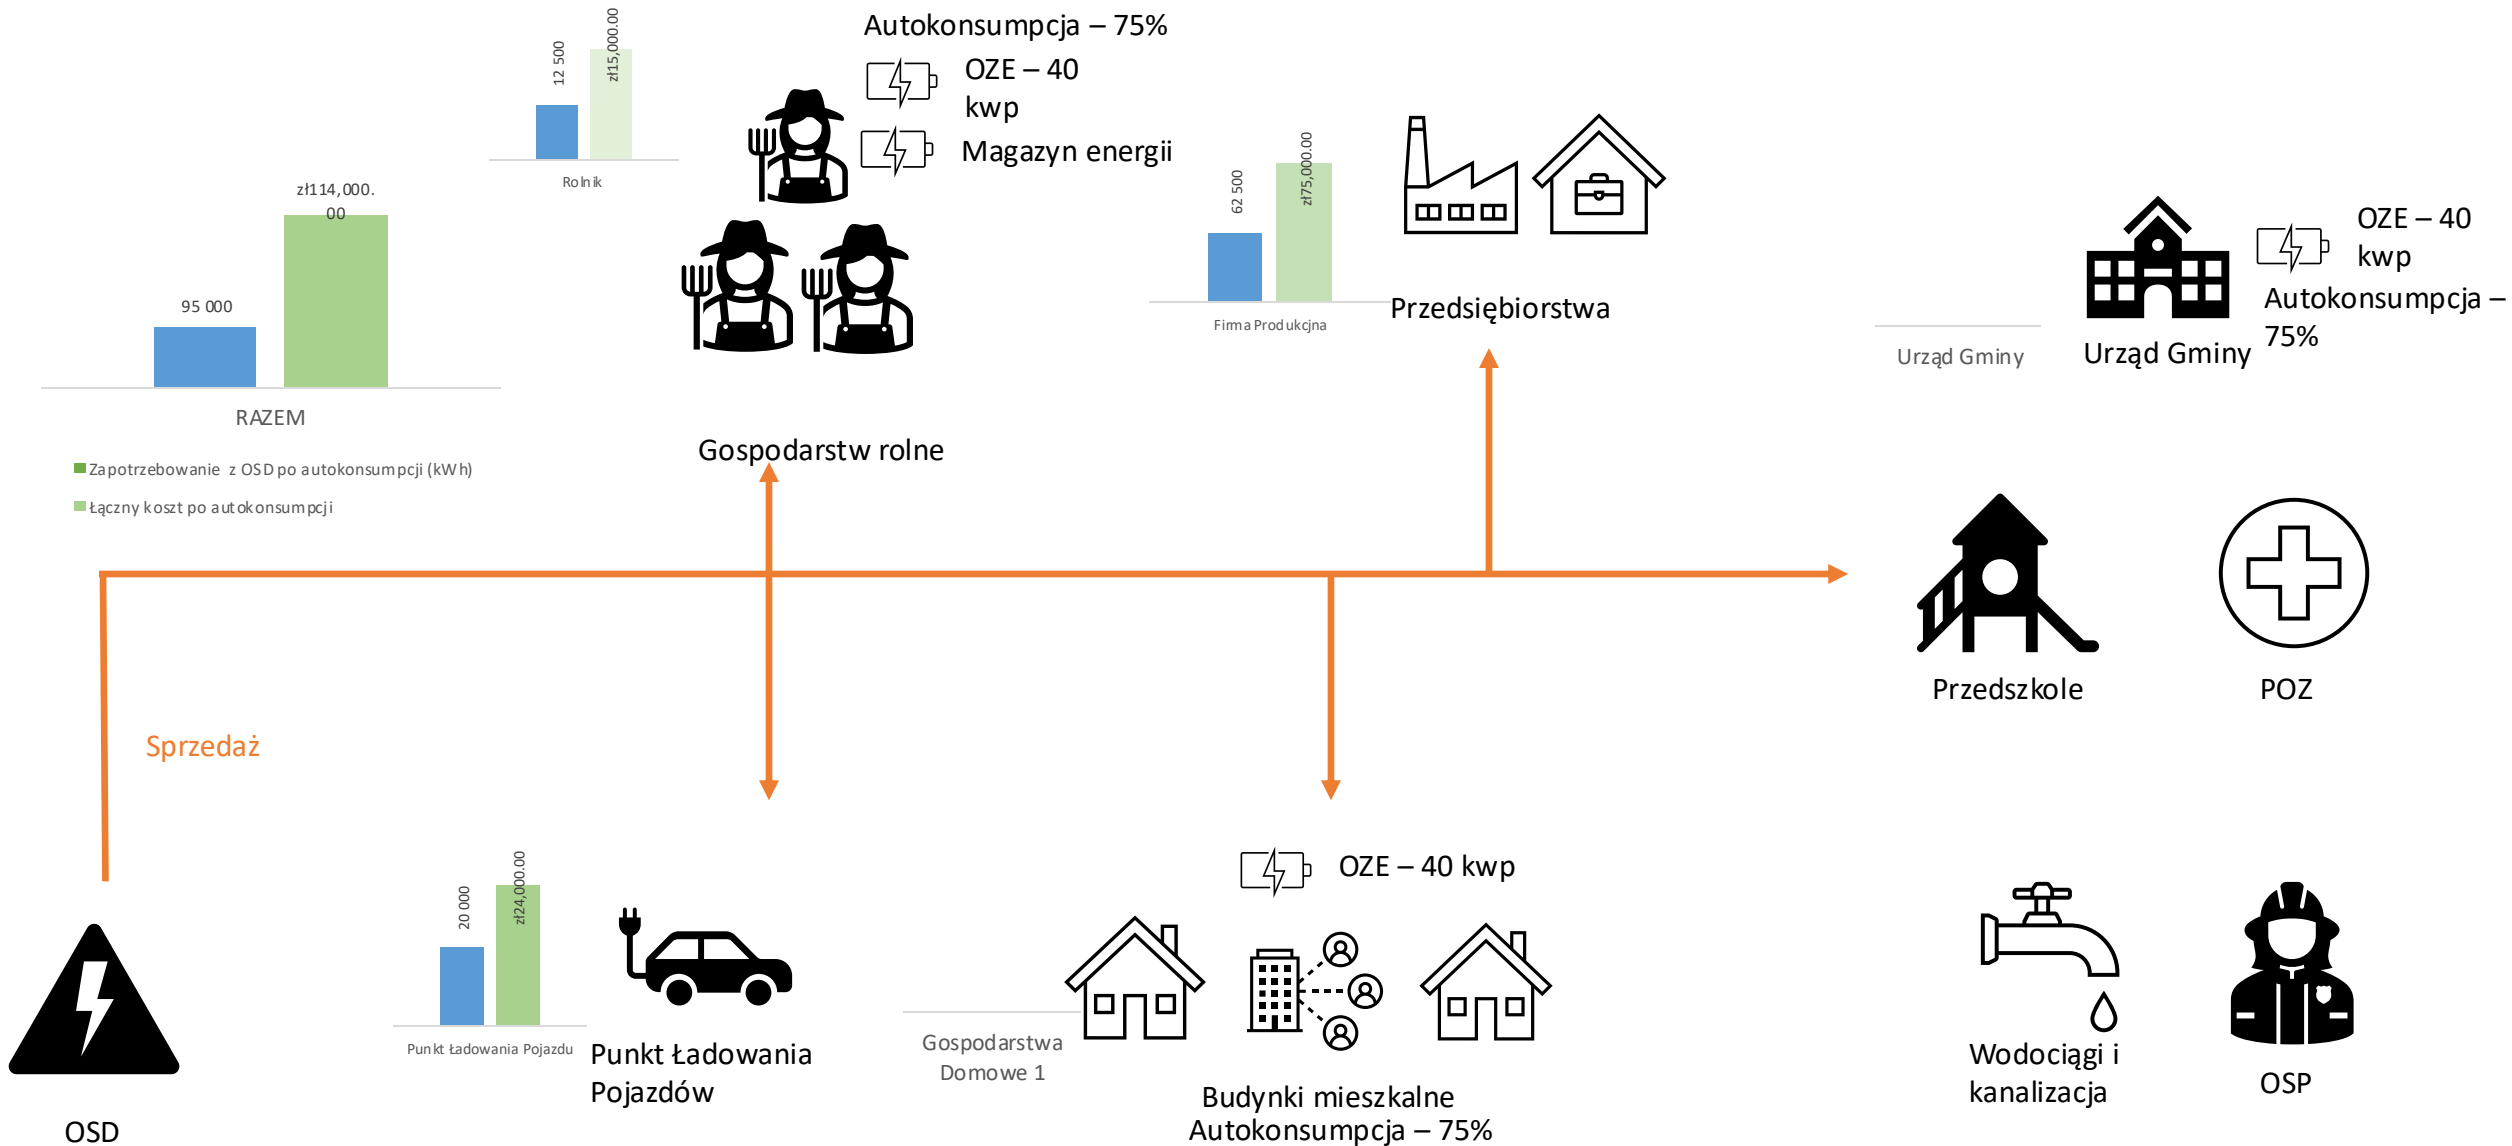 12 500
zł15,000.00
Rolnik
Autokonsumpcja – 75%
OZE – 40
kwp
Magazyn energii
zł114,000.
00
95 000
RAZEM
Zapotrzebowanie z OSD po autokonsumpcji (kWh)
Łączny koszt po autokonsumpcji
Gospodarstw rolne
62 500
zł75,000.00
Firma Produkcjna
Przedsiębiorstwa
Urząd Gminy
Urząd Gminy
OZE – 40
kwp
Autokonsumpcja –
75%
Przedszkole
POZ
Sprzedaż
OSD
20 000
zł24,000.00
Punkt Ładowania Pojazdu
Punkt Ładowania
Pojazdów
Gospodarstwa
Domowe 1
OZE – 40 kwp
Budynki mieszkalne
Autokonsumpcja – 75%
Wodociągi i
kanalizacja
OSP